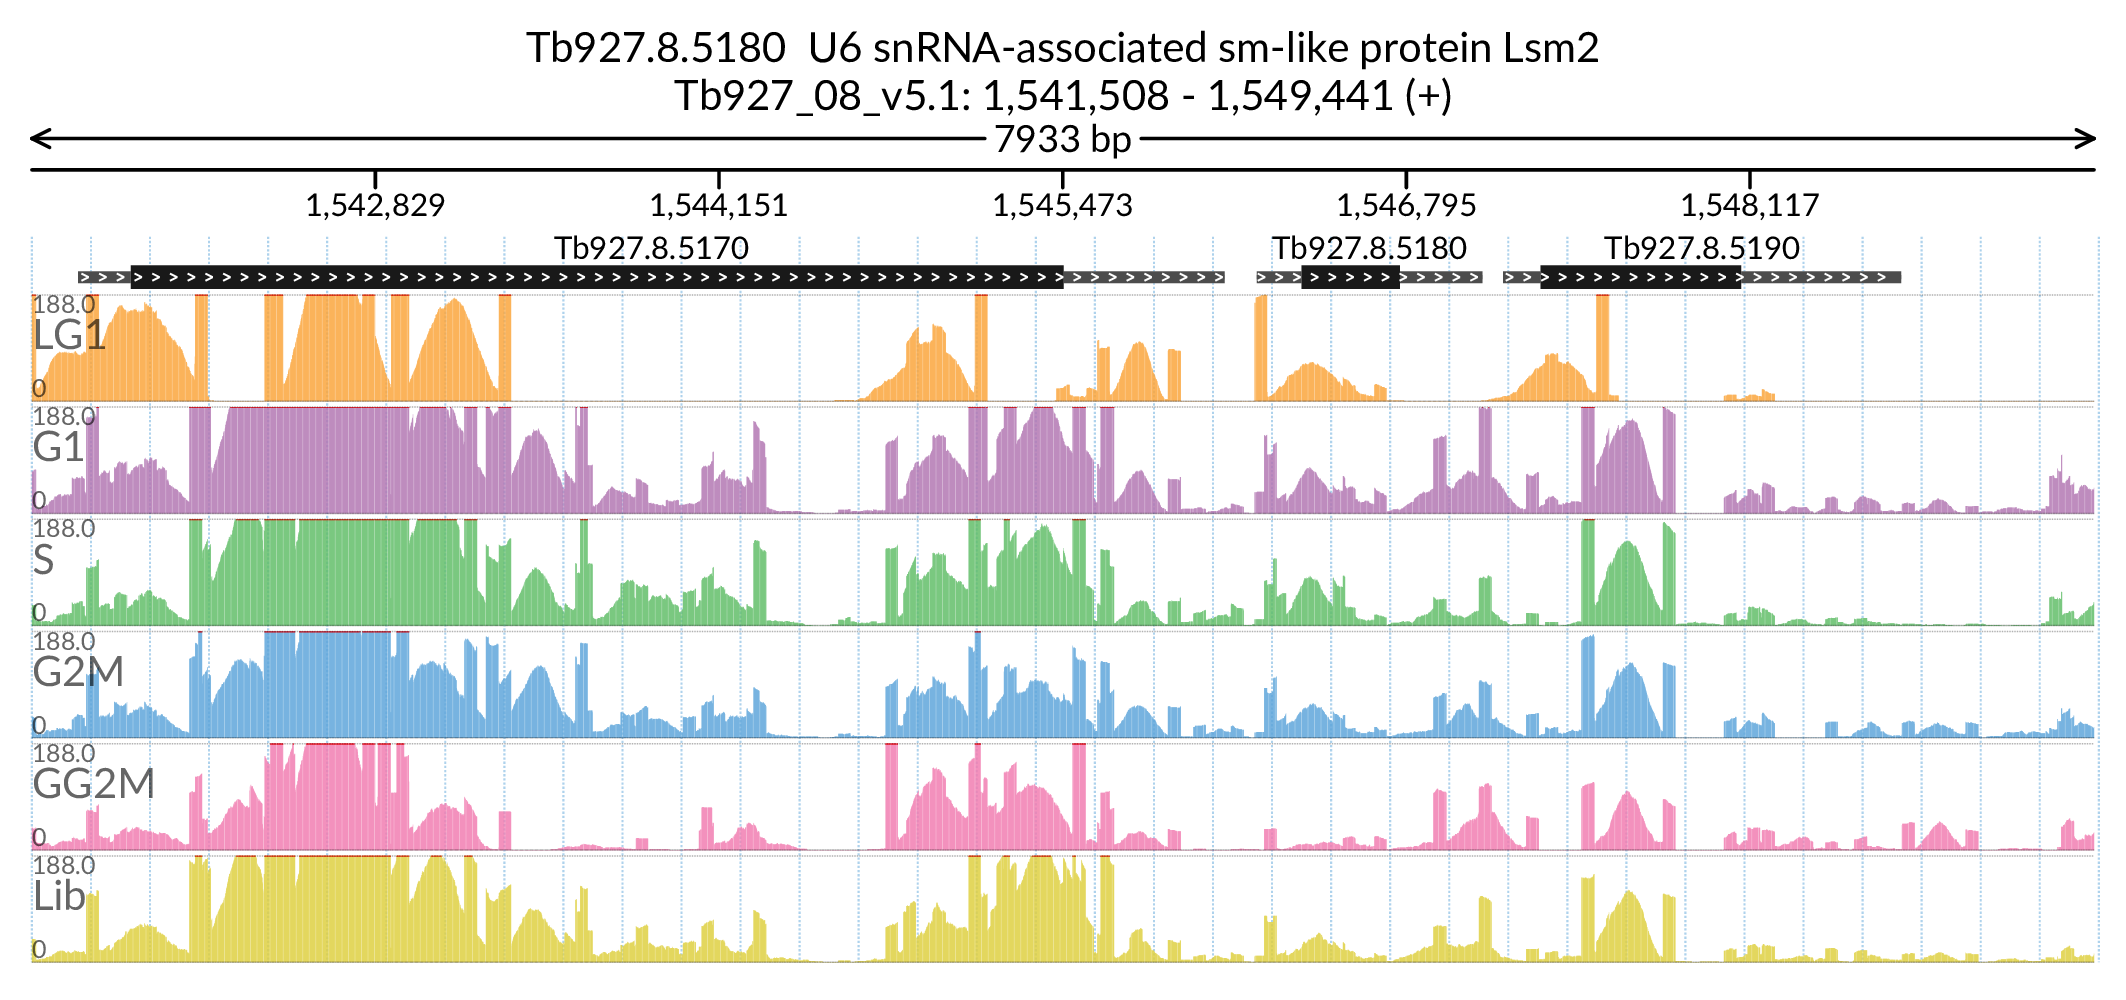 Tb927.8.5180  U6 snRNA-associated sm-like protein Lsm2
Tb927_08_v5.1: 1,541,508 - 1,549,441 (+)
7933 bp
1,542,829 1,544,151 1,545,473 1,546,795 1,548,117
Tb927.8.5170 Tb927.8.5180 Tb927.8.5190
188.0
LG1
0
188.0
G1
0
188.0
S
0
188.0
G2M
0
188.0
GG2M
0
188.0
Lib
0